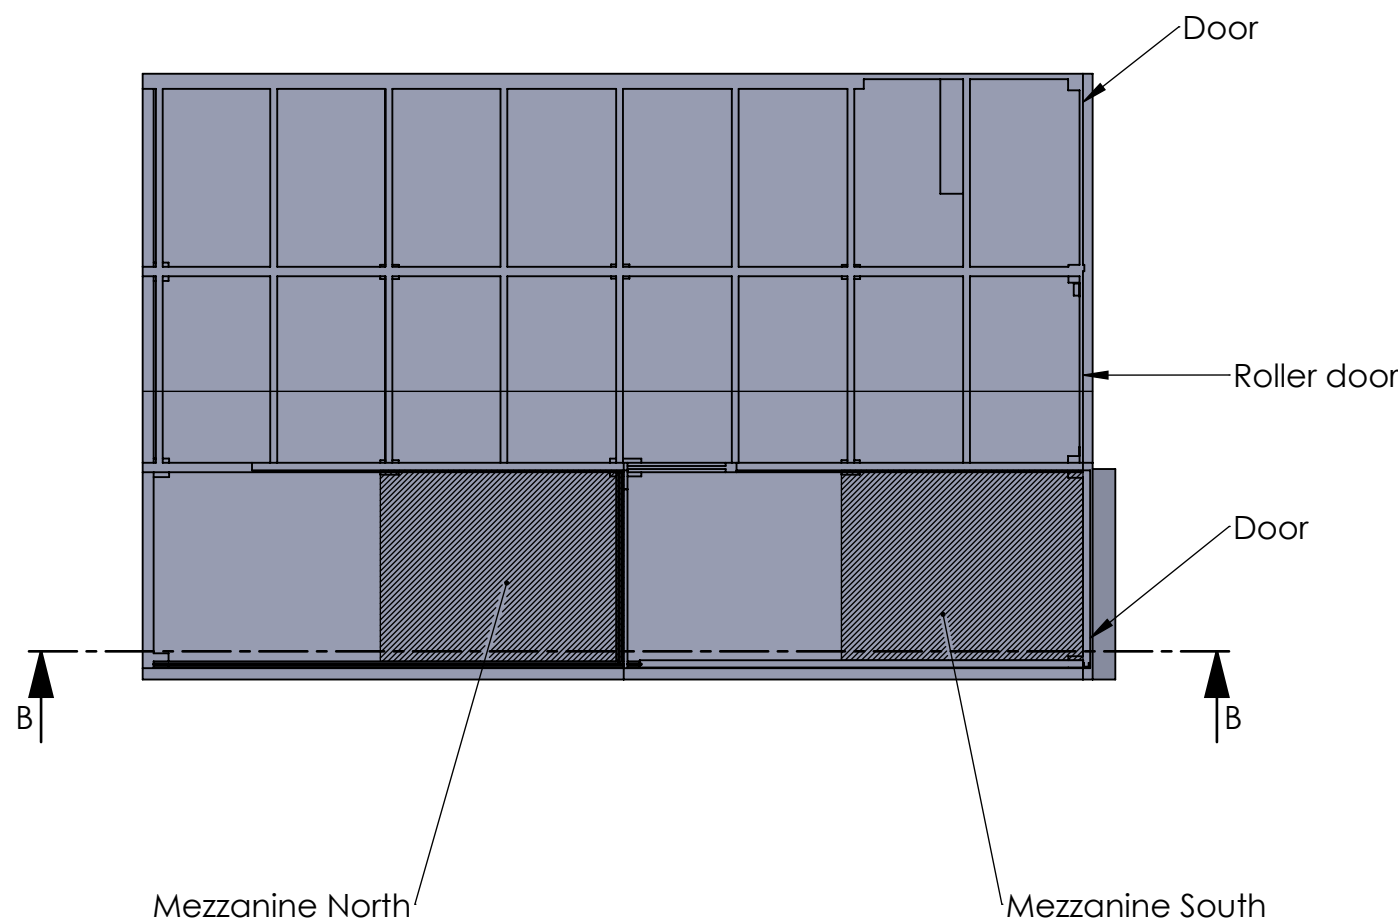 Door
Roller door
Door
B
B
Mezzanine North
Mezzanine South